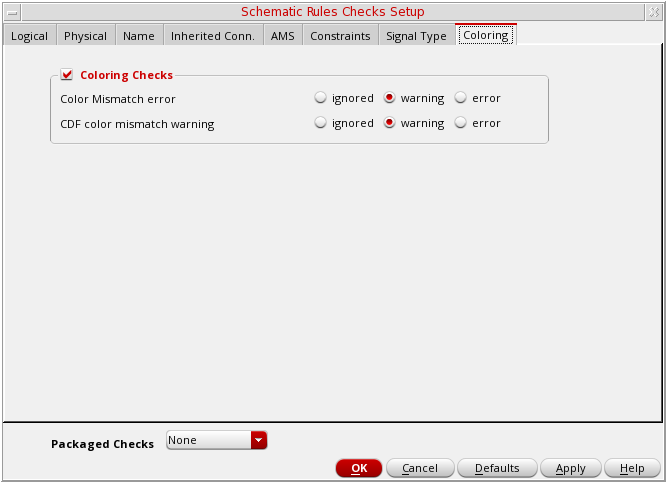 Schematic Rules Checks Setup
Logical Physical Name Inherited Conn. AMS Constraints Signal Type Coloring
Coloring Checks
Color Mismatch error ignored warning error
CDF color mismatch warning ignored warning error
Packaged Checks None
OK Cancel Defaults Apply Help